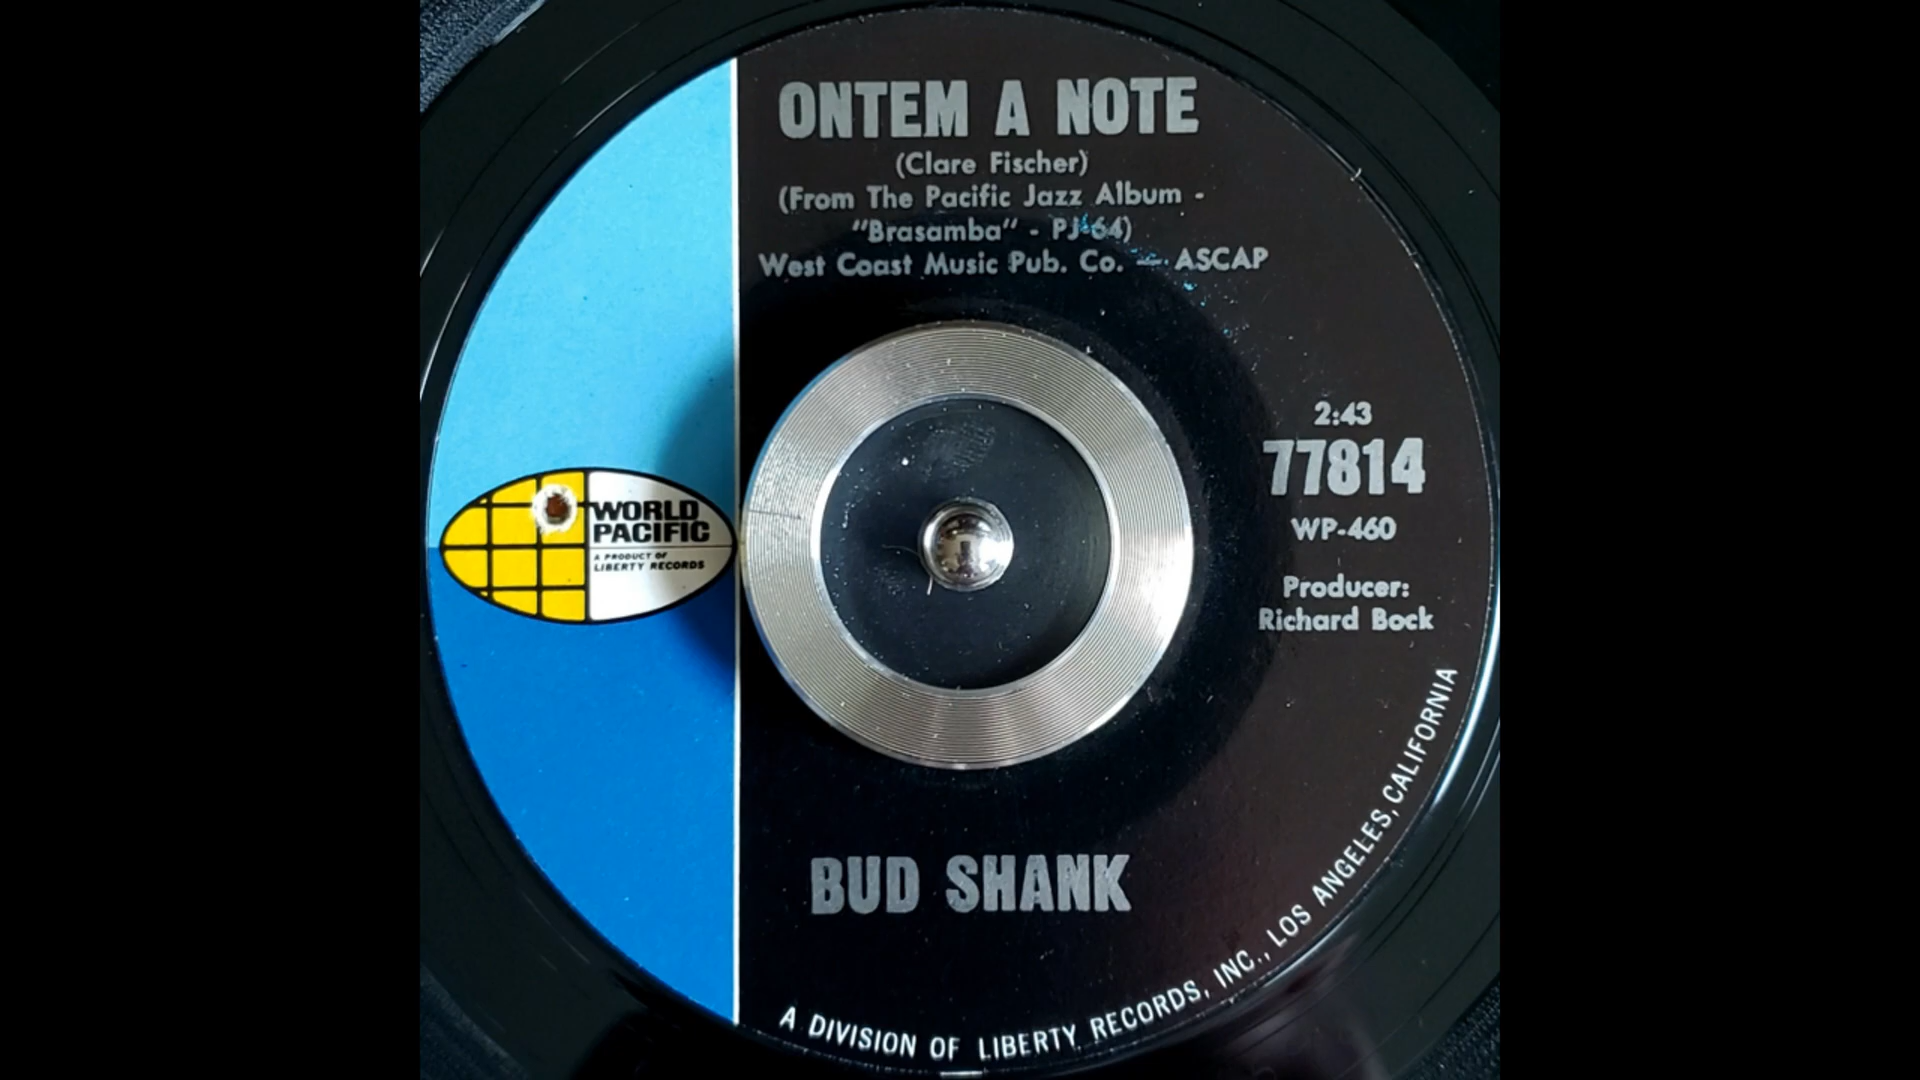 ONTEM A NOTE
(Clare Fischer)
(From The Pacific Jazz Album -
"Brasamba" - PJ-64)
West Coast Music Pub. Co. — ASCAP
2:43
77814
WP-460
Producer:
Richard Bock
WORLD
PACIFIC
A PRODUCT OF
LIBERTY RECORDS
BUD SHANK
A DIVISION OF LIBERTY RECORDS, INC., LOS ANGELES, CALIFORNIA